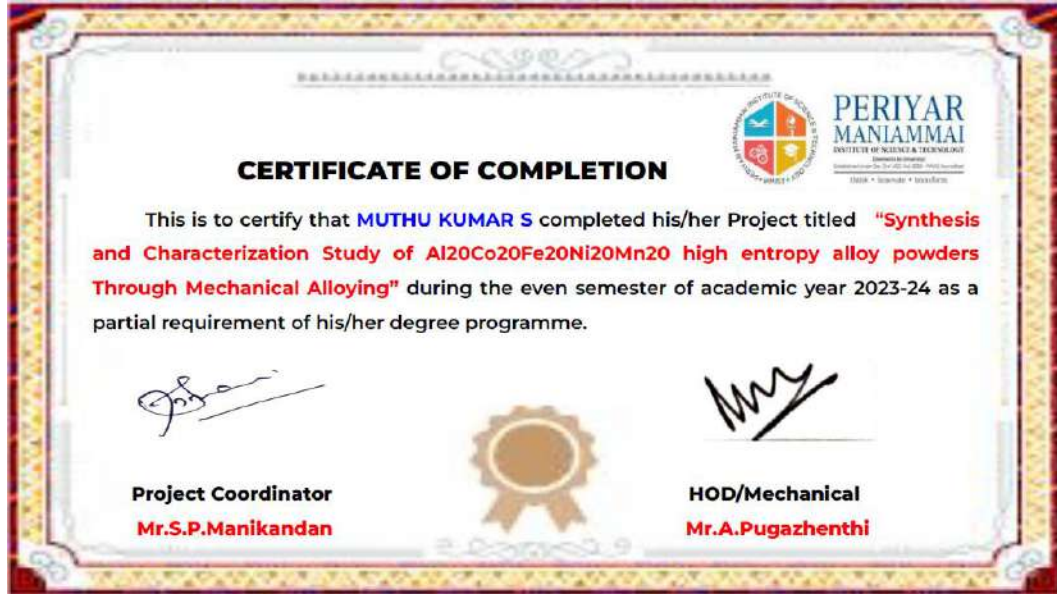 PERIYAR
MANIAMMAI
INSTITUTE OF SCIENCE & TECHNOLOGY
think • innovate • transform
CERTIFICATE OF COMPLETION
This is to certify that MUTHU KUMAR S completed his/her Project titled “Synthesis
and Characterization Study of Al20Co20Fe20Ni20Mn20 high entropy alloy powders
Through Mechanical Alloying” during the even semester of academic year 2023-24 as a
partial requirement of his/her degree programme.
Project Coordinator
Mr.S.P.Manikandan
HOD/Mechanical
Mr.A.Pugazhenthi